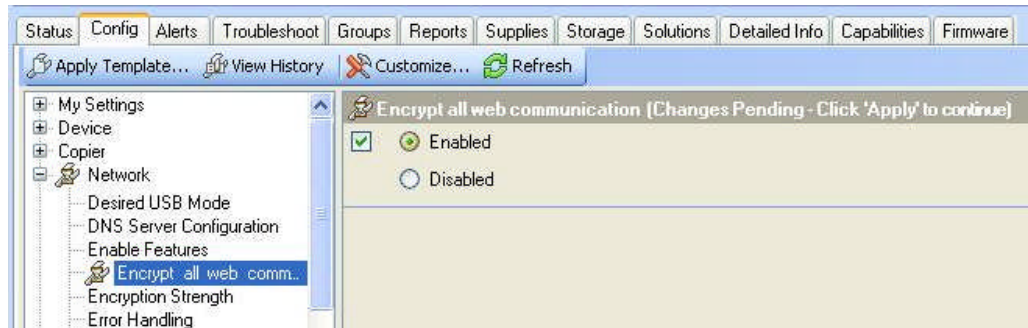 Status Config Alerts Troubleshoot Groups Reports Supplies Storage Solutions Detailed Info Capabilities Firmware
Apply Template... View History Customize... Refresh
My Settings
Device
Copier
Network
Desired USB Mode
DNS Server Configuration
Enable Features
Encrypt all web comm..
Encryption Strength
Error Handling
Encrypt all web communication (Changes Pending - Click 'Apply' to continue)
Enabled
Disabled